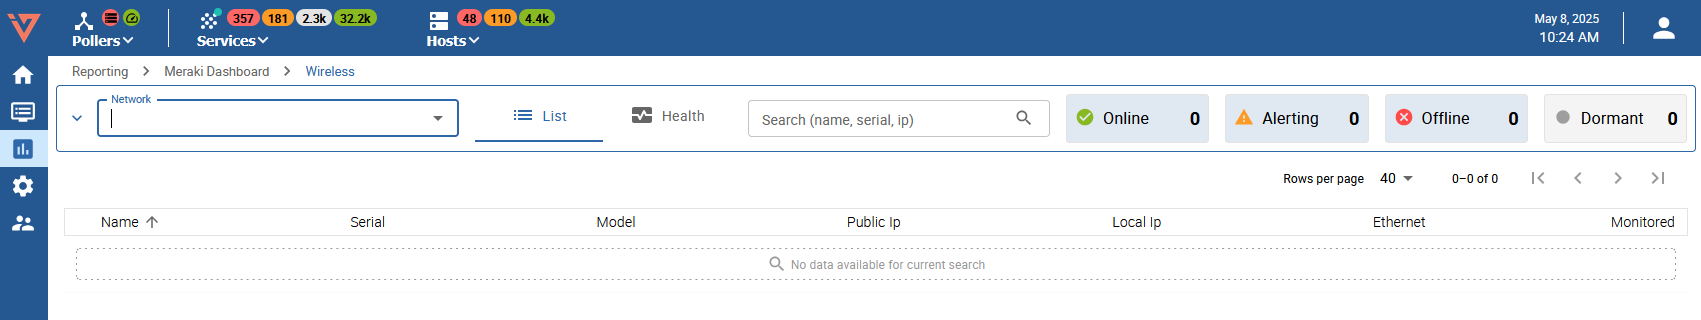 357 181 2.3k 32.2k 48 110 4.4k May 8, 2025
Pollers Services Hosts 10:24 AM
Reporting Meraki Dashboard Wireless
Network
List Health Search (name, serial, ip) Online 0 Alerting 0 Offline 0 Dormant 0
Rows per page 40 0–0 of 0
Name Serial Model Public Ip Local Ip Ethernet Monitored
No data available for current search